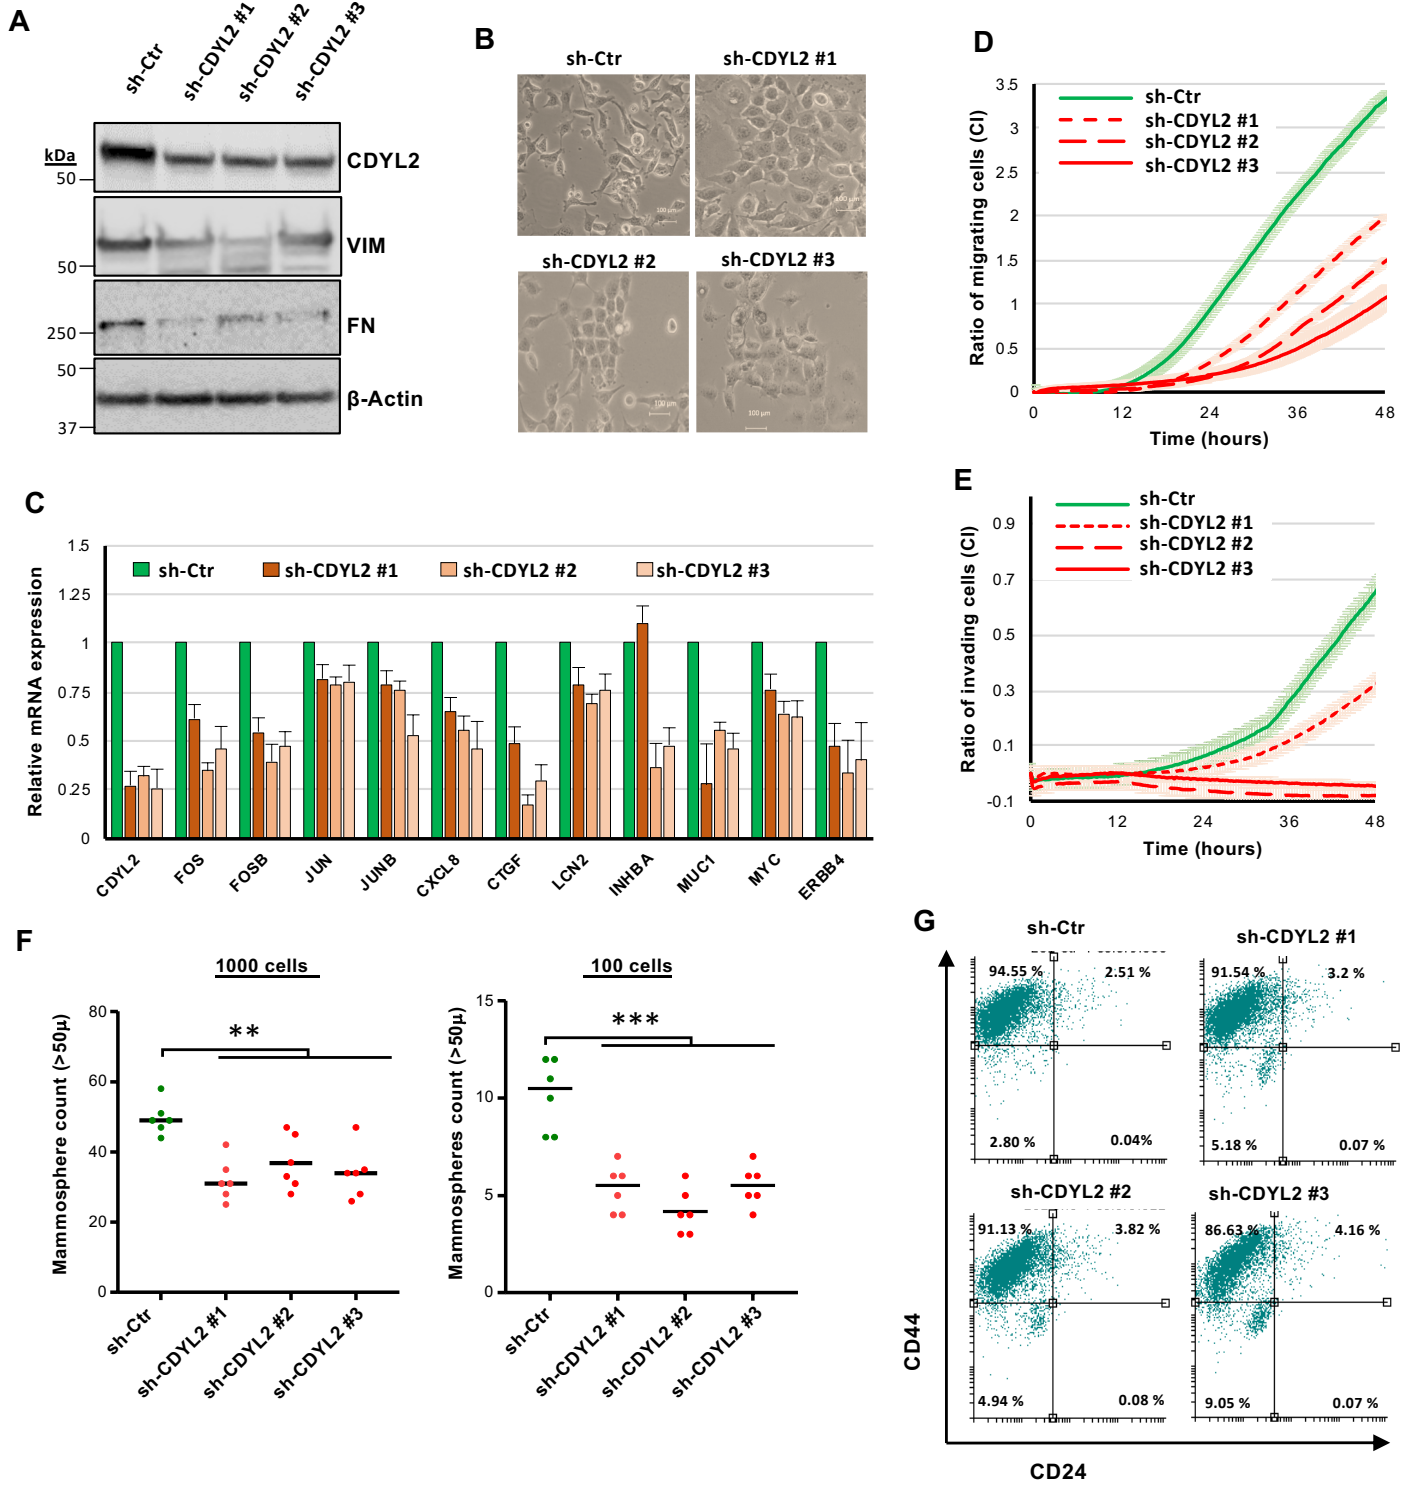 A
sh-Ctr
sh-CDYL2 #1
sh-CDYL2 #2
sh-CDYL2 #3
kDa
50
CDYL2
VIM
50
FN
250
50
β-Actin
37
B
sh-Ctr
sh-CDYL2 #1
100 µm
100 µm
sh-CDYL2 #2
sh-CDYL2 #3
100 µm
100 µm
C
Relative mRNA expression
1.5
1.25
1
0.75
0.5
0.25
0
sh-Ctr
sh-CDYL2 #1
sh-CDYL2 #2
sh-CDYL2 #3
CDYL2
FOS
FOSB
JUN
JUNB
CXCL8
CTGF
LCN2
INHBA
MUC1
MYC
ERBB4
D
Ratio of migrating cells (CI)
3.5
3
2.5
2
1.5
1
0.5
0
sh-Ctr
sh-CDYL2 #1
sh-CDYL2 #2
sh-CDYL2 #3
0 12 24 36 48
Time (hours)
E
Ratio of invading cells (CI)
0.9
0.7
0.5
0.3
0.1
-0.1
sh-Ctr
sh-CDYL2 #1
sh-CDYL2 #2
sh-CDYL2 #3
0 12 24 36 48
Time (hours)
F
1000 cells
Mammosphere count (>50µ)
80
60
40
20
0
**
sh-Ctr
sh-CDYL2 #1
sh-CDYL2 #2
sh-CDYL2 #3
100 cells
Mammospheres count (>50µ)
15
10
5
0
***
sh-Ctr
sh-CDYL2 #1
sh-CDYL2 #2
sh-CDYL2 #3
G
sh-Ctr
94.55 % 2.51 %
2.80 % 0.04%
sh-CDYL2 #1
91.54 % 3.2 %
5.18 % 0.07 %
sh-CDYL2 #2
91.13 % 3.82 %
4.94 % 0.08 %
sh-CDYL2 #3
86.63 % 4.16 %
9.05 % 0.07 %
CD44
CD24